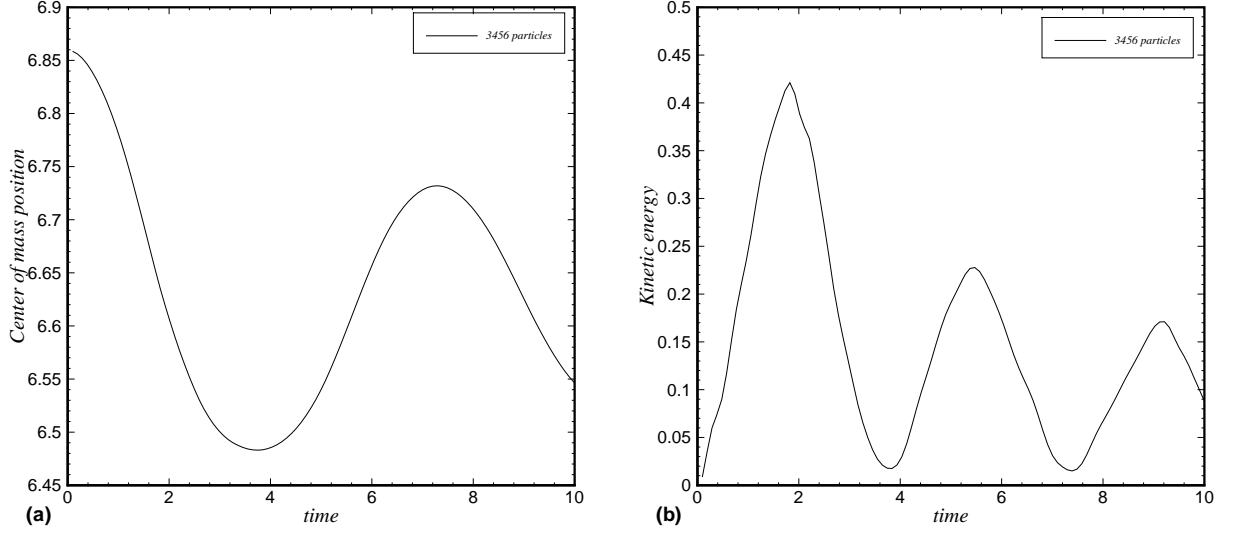 6.9
6.85
6.8
6.75
6.7
6.65
6.6
6.55
6.5
6.45
Center of mass position
0 2 4 6 8 10
time
3456 particles
(a)
0.5
0.45
0.4
0.35
0.3
0.25
0.2
0.15
0.1
0.05
0
Kinetic energy
0 2 4 6 8 10
time
3456 particles
(b)